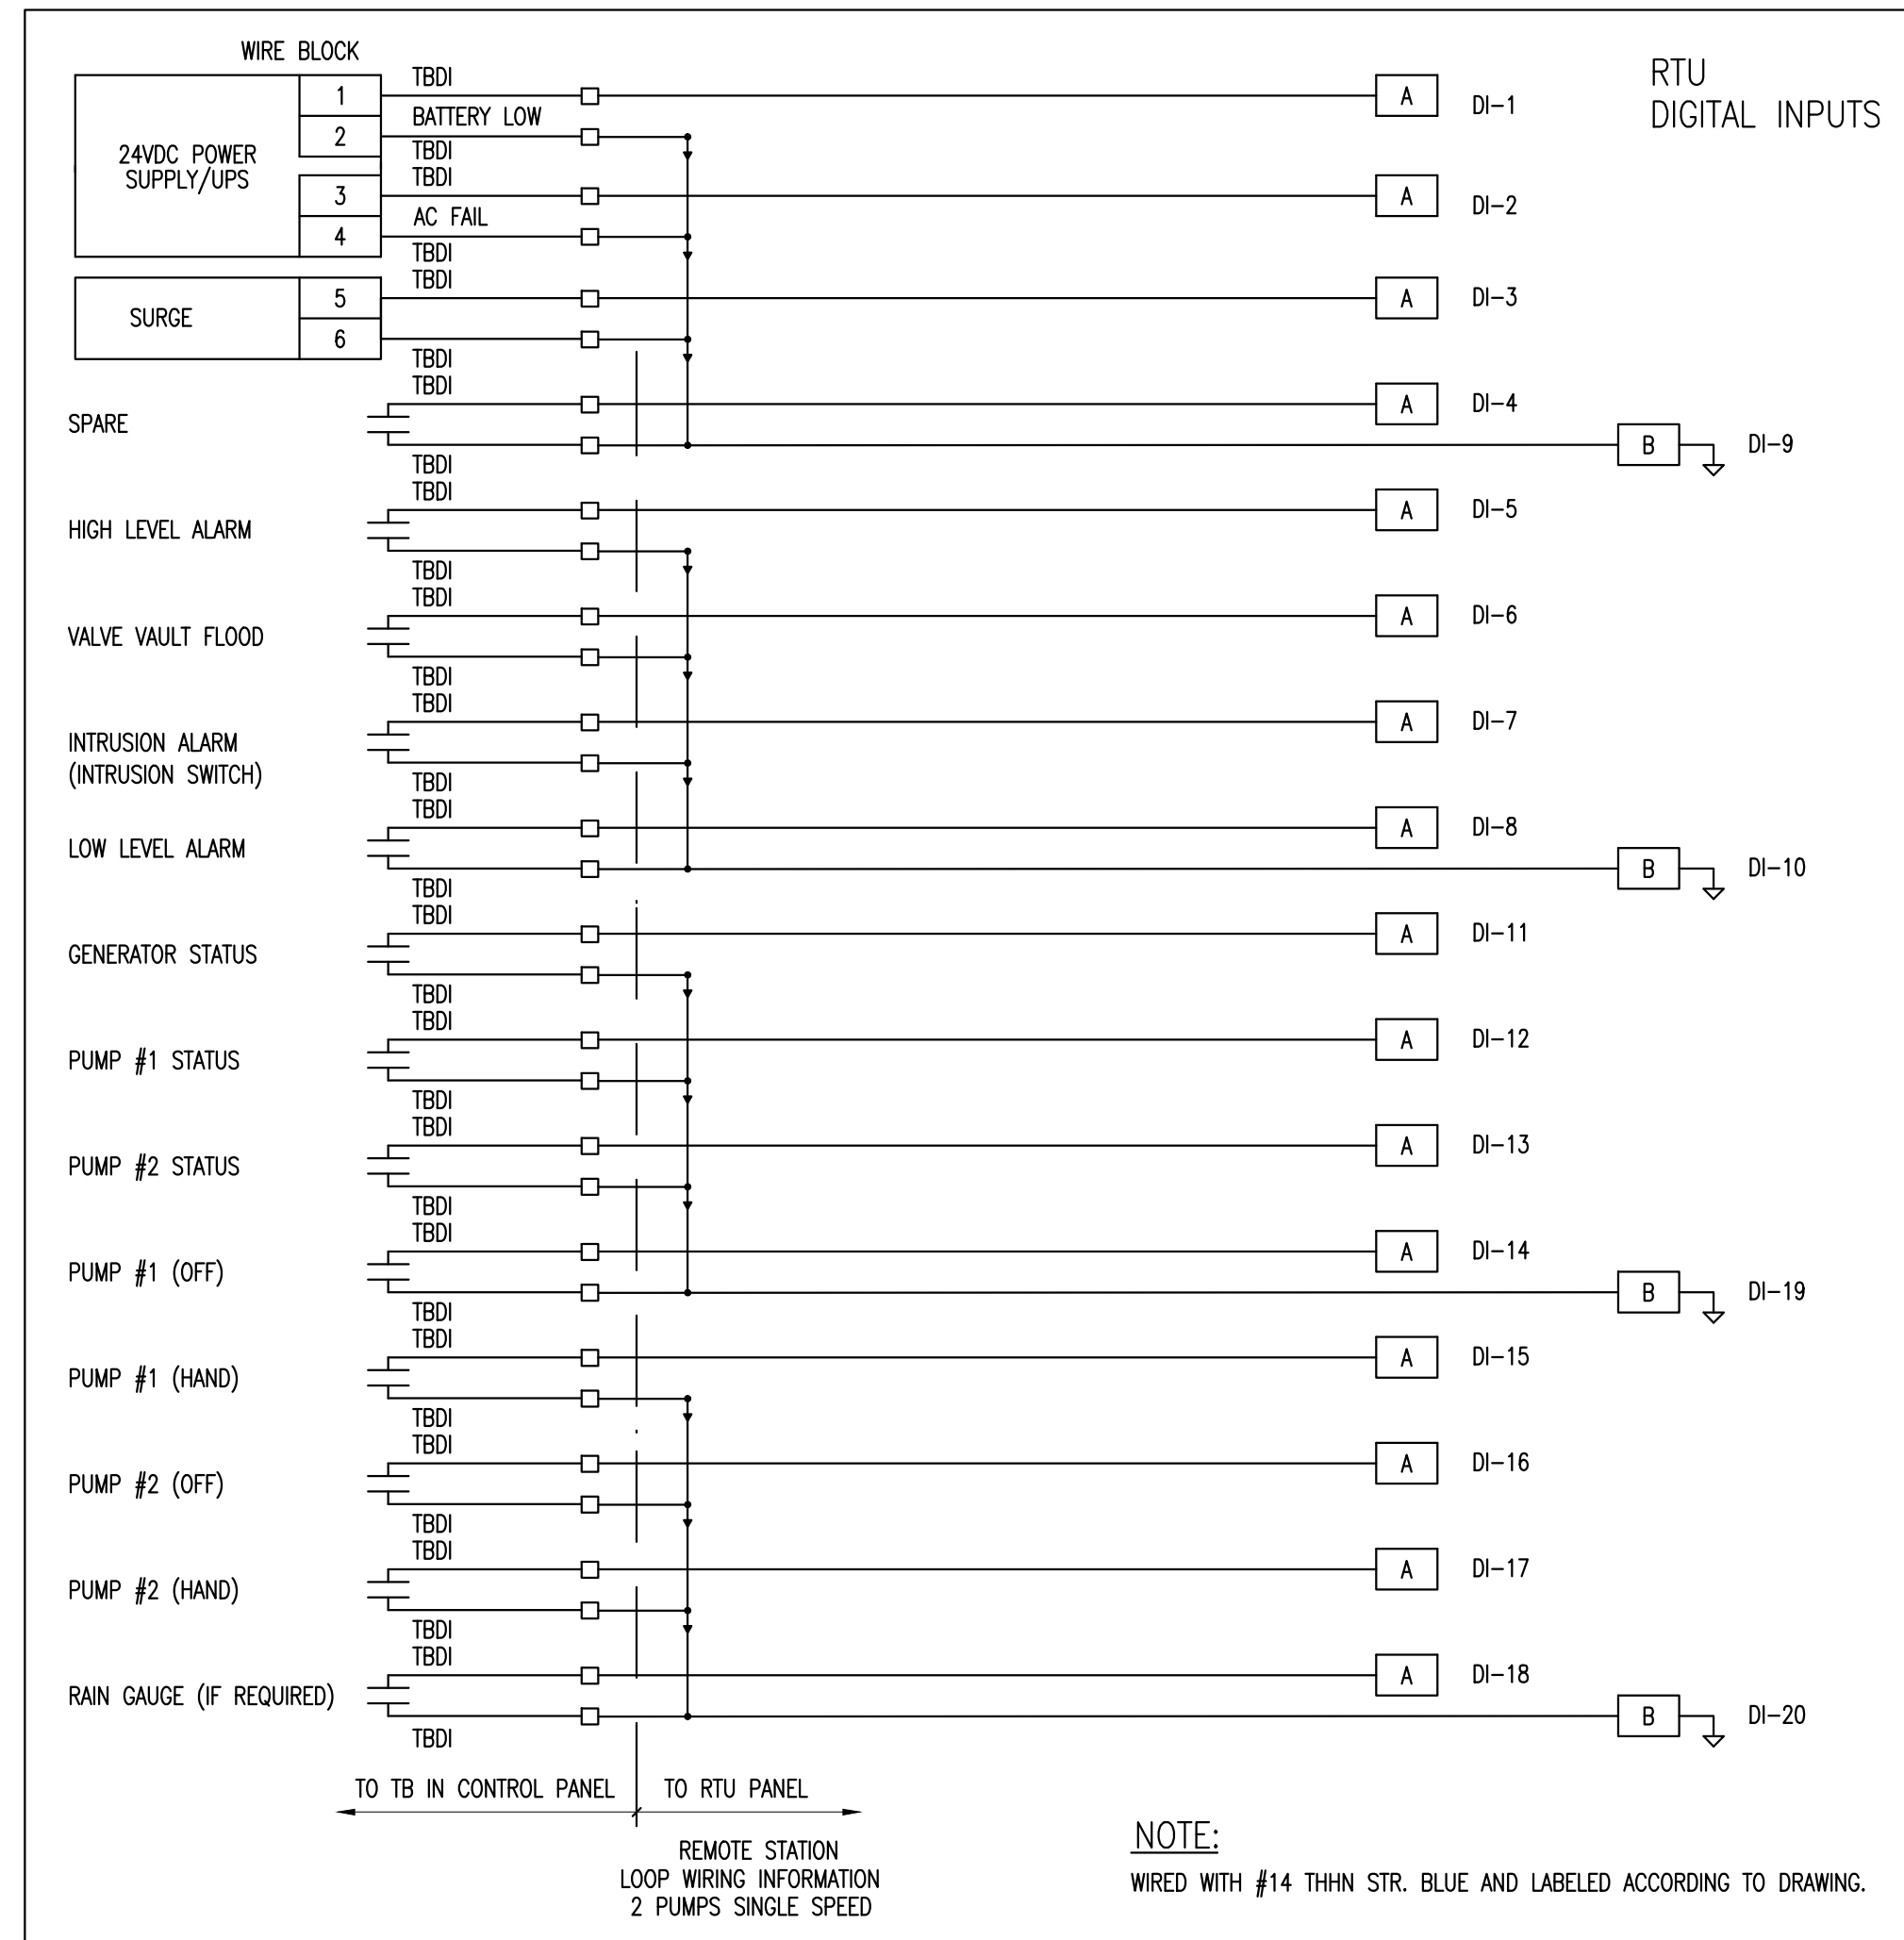 WIRE BLOCK
RTU
DIGITAL INPUTS
24VDC POWER
SUPPLY/UPS
1
TBDI
A
DI-1
BATTERY LOW
2
TBDI
TBDI
3
A
DI-2
AC FAIL
4
TBDI
TBDI
SURGE
5
A
DI-3
6
TBDI
TBDI
SPARE
A
DI-4
B
DI-9
TBDI
TBDI
HIGH LEVEL ALARM
A
DI-5
TBDI
TBDI
VALVE VAULT FLOOD
A
DI-6
TBDI
TBDI
INTRUSION ALARM
(INTRUSION SWITCH)
A
DI-7
TBDI
TBDI
LOW LEVEL ALARM
A
DI-8
B
DI-10
TBDI
TBDI
GENERATOR STATUS
A
DI-11
TBDI
TBDI
PUMP #1 STATUS
A
DI-12
TBDI
TBDI
PUMP #2 STATUS
A
DI-13
TBDI
TBDI
PUMP #1 (OFF)
A
DI-14
B
DI-19
TBDI
TBDI
PUMP #1 (HAND)
A
DI-15
TBDI
TBDI
PUMP #2 (OFF)
A
DI-16
TBDI
TBDI
PUMP #2 (HAND)
A
DI-17
TBDI
TBDI
RAIN GAUGE (IF REQUIRED)
A
DI-18
B
DI-20
TBDI
TO TB IN CONTROL PANEL
TO RTU PANEL
REMOTE STATION
LOOP WIRING INFORMATION
2 PUMPS SINGLE SPEED
NOTE:
WIRED WITH #14 THHN STR. BLUE AND LABELED ACCORDING TO DRAWING.